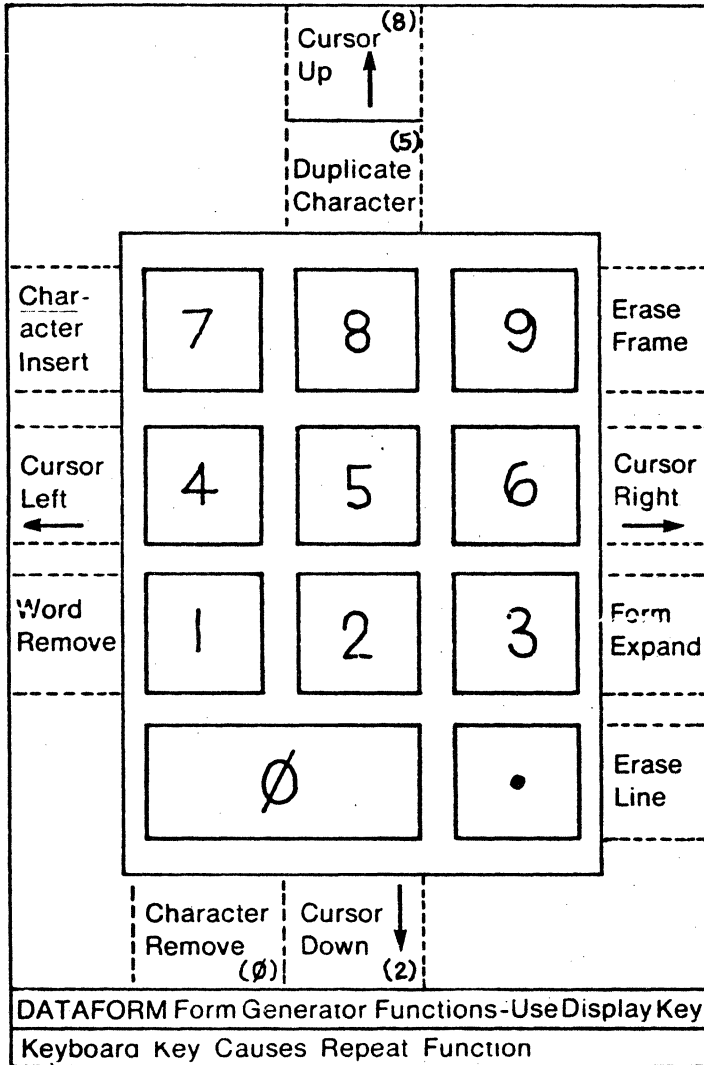 Cursor (8)
Up
(5)
Duplicate
Character
Char-
acter
Insert
7
8
9
Erase
Frame
Cursor
Left
4
5
6
Cursor
Right
Word
Remove
1
2
3
Form
Expand
Ø
.
Erase
Line
Character
Remove
(Ø)
Cursor
Down
(2)
DATAFORM Form Generator Functions-Use Display Key
Keyboard Key Causes Repeat Function